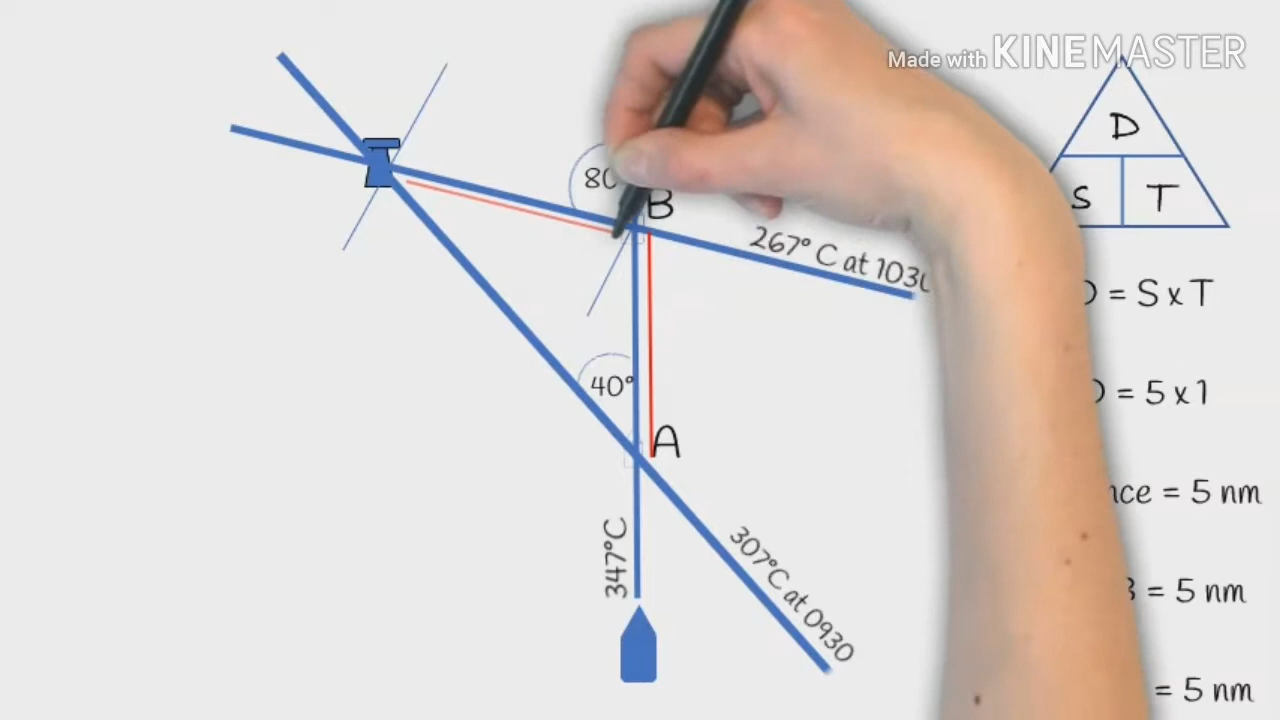 Made with KINEMASTER
D
S T
80
B
267° C at 103
= S x T
40°
= 5 x 1
A
= 5 nm
347°C
307°C at 0930
= 5 nm
= 5 nm